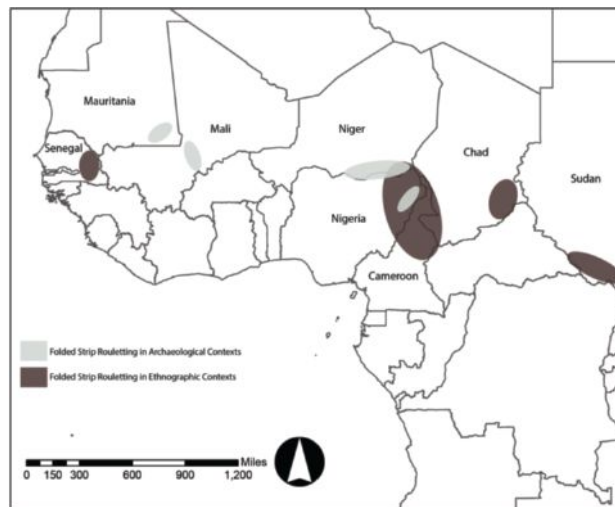 Mauritania
Mali
Niger
Chad
Senegal
Sudan
Nigeria
Cameroon
Folded Strip Rouletting in Archaeological Contexts
Folded Strip Rouletting in Ethnographic Contexts
Miles
0 150 300 600 900 1,200